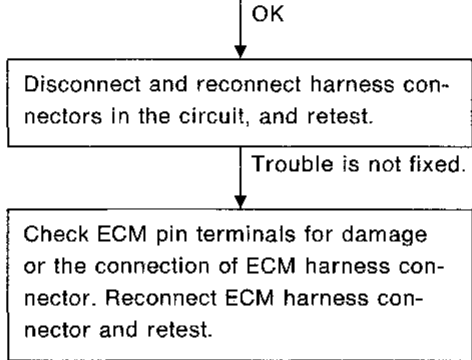 OK
Disconnect and reconnect harness con-
nectors in the circuit, and retest.
Trouble is not fixed.
Check ECM pin terminals for damage
or the connection of ECM harness con-
nector. Reconnect ECM harness con-
nector and retest.